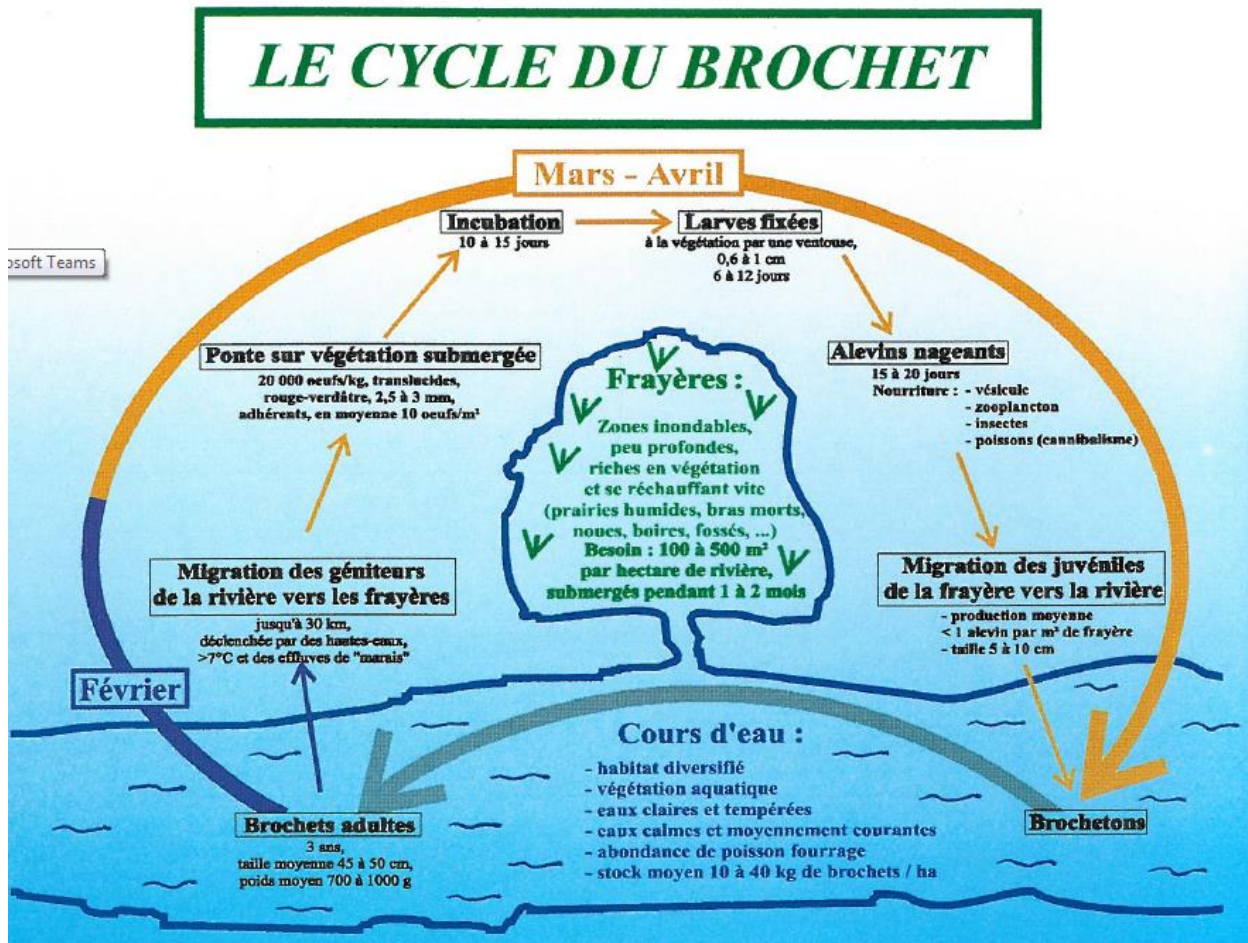 LE CYCLE DU BROCHET
Mars - Avril
Incubation
10 à 15 jours
Larves fixées
à la végétation par une ventouse,
0,6 à 1 cm
6 à 12 jours
osoft Teams
Ponte sur végétation submergée
20 000 oeufs/kg, translucides,
rouge-verdâtre, 2,5 à 3 mm,
adhérents, en moyenne 10 oeufs/m²
Alevins nageants
15 à 20 jours
Nourriture : - vésicule
- zooplancton
- insectes
- poissons (cannibalisme)
Frayères :
Zones inondables,
peu profondes,
riches en végétation
et se réchauffant vite
(prairies humides, bras morts,
noues, boires, fossés, ...)
Besoin : 100 à 500 m²
par hectare de rivière,
submergés pendant 1 à 2 mois
Migration des géniteurs
de la rivière vers les frayères
jusqu'à 30 km,
déclenchée par des hautes-eaux,
>7°C et des effluves de "marais"
Migration des juvéniles
de la frayère vers la rivière
- production moyenne
< 1 alevin par m² de frayère
- taille 5 à 10 cm
Février
Cours d'eau :
- habitat diversifié
- végétation aquatique
- eaux claires et tempérées
- eaux calmes et moyennement courantes
- abondance de poisson fourrage
- stock moyen 10 à 40 kg de brochets / ha
Brochets adultes
3 ans,
taille moyenne 45 à 50 cm,
poids moyen 700 à 1000 g
Brochetons